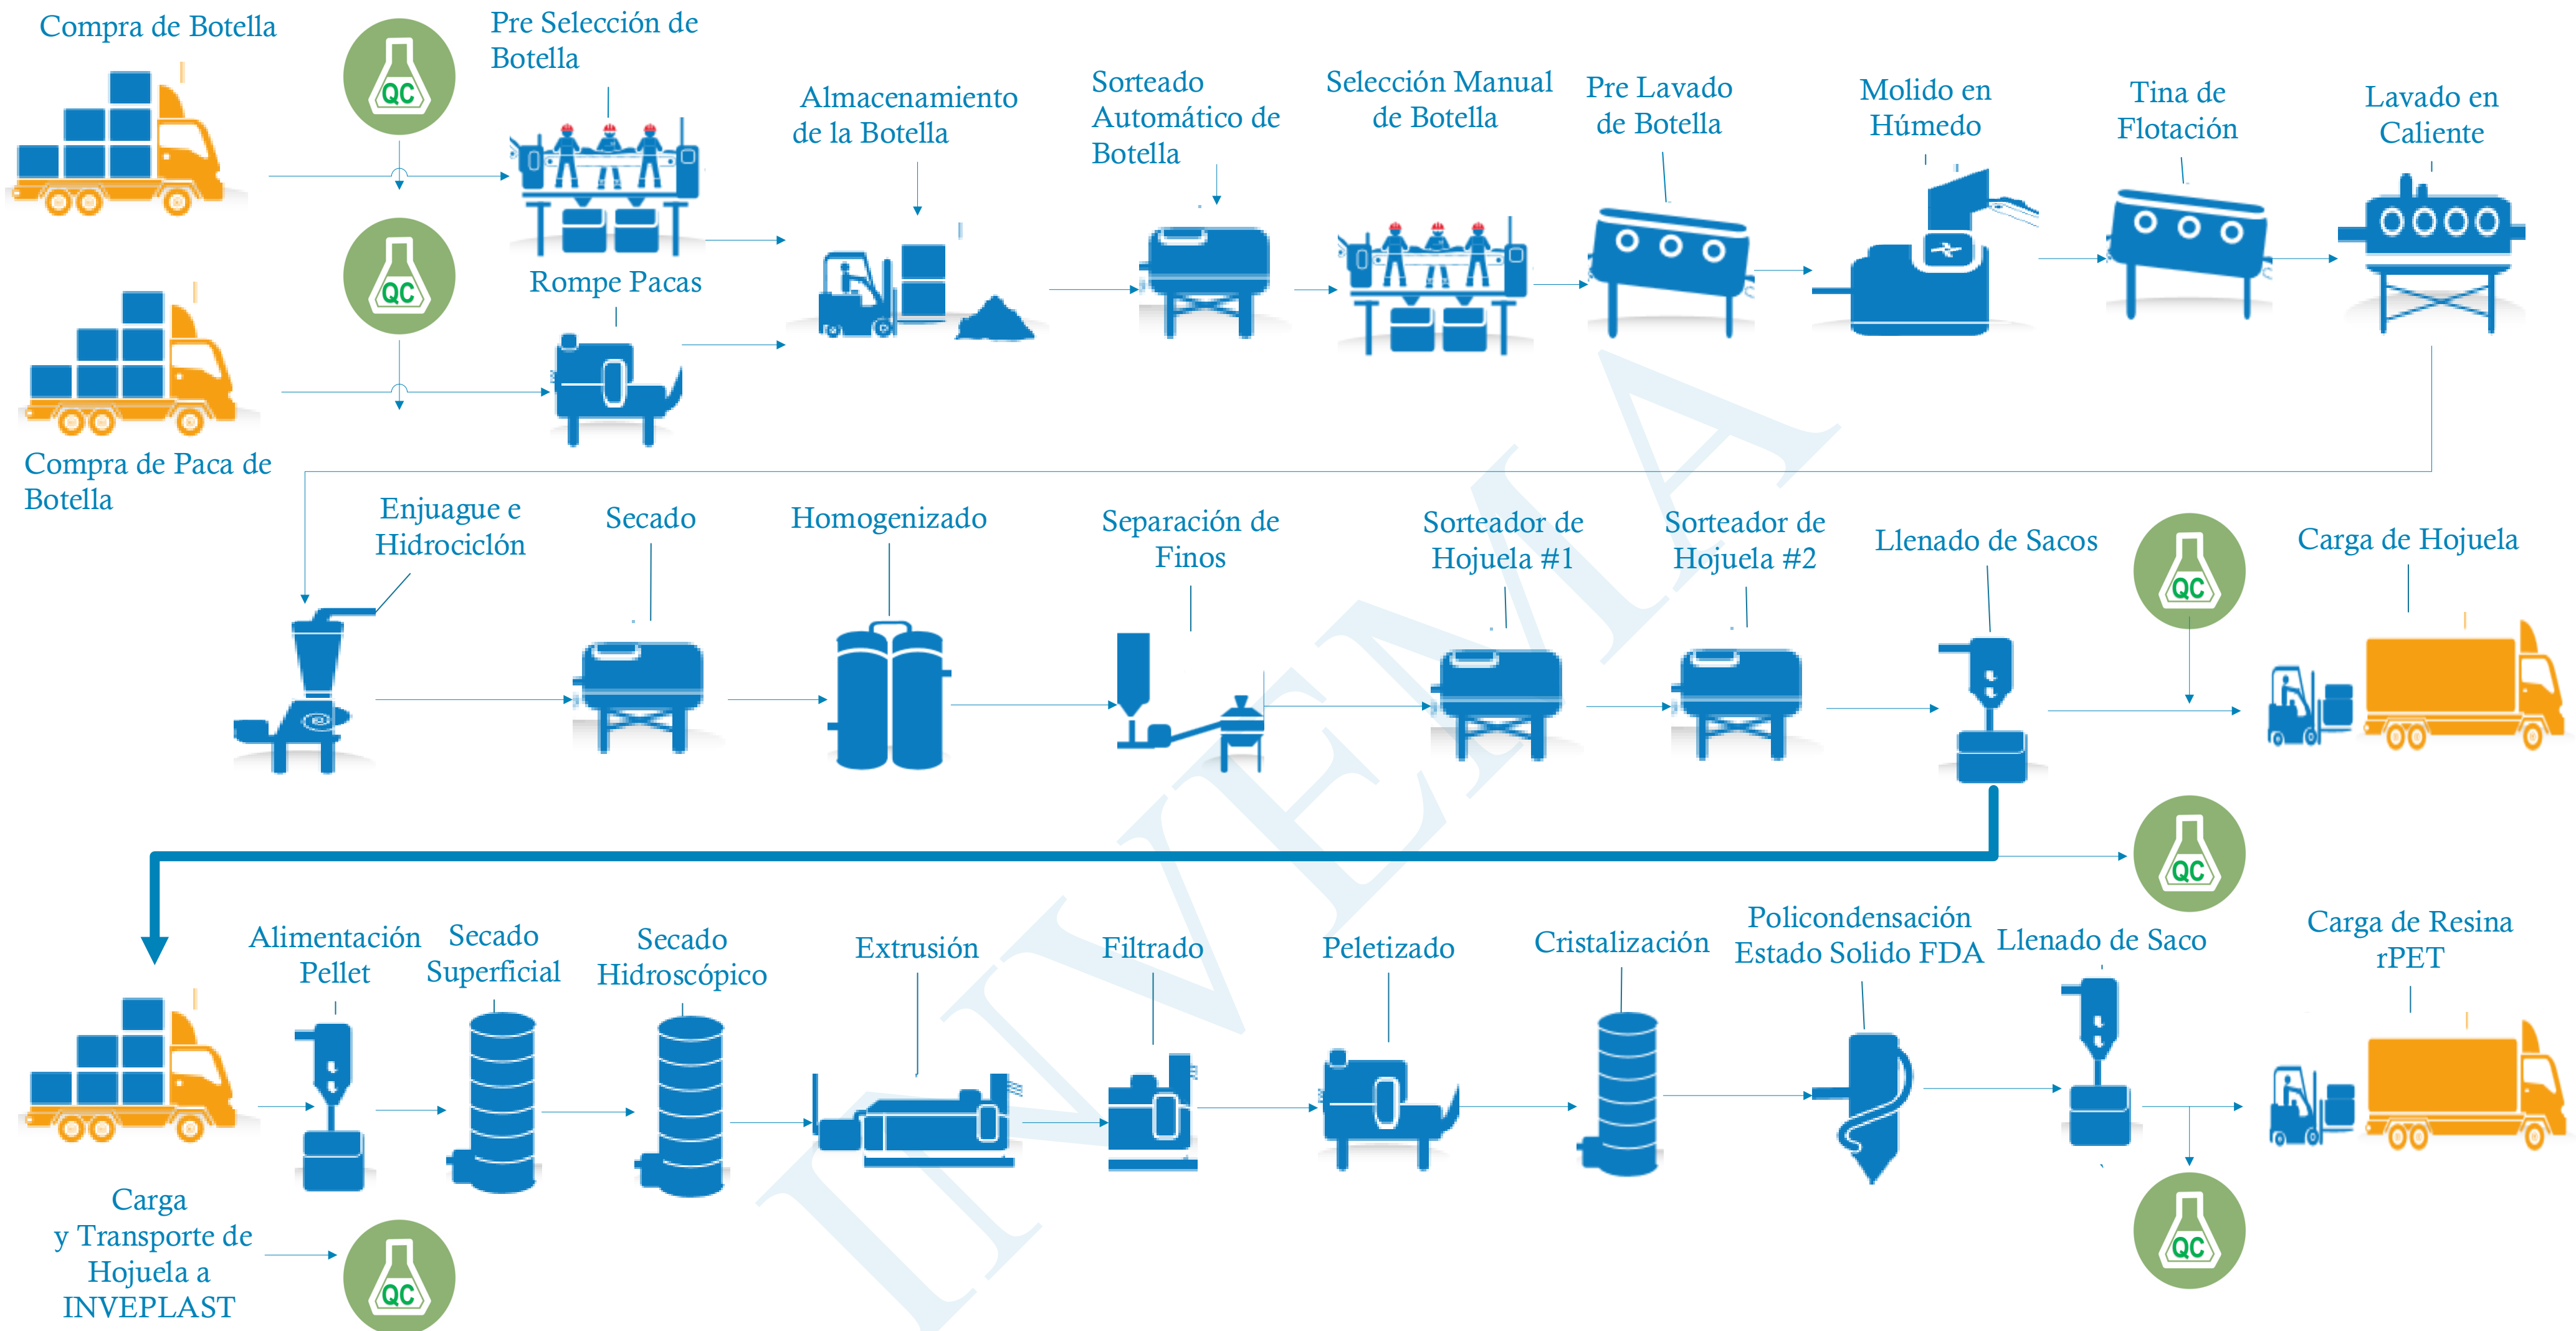 Compra de Botella
QC
Pre Selección de
Botella
Almacenamiento
de la Botella
Sorteado
Automático de
Botella
Selección Manual
de Botella
Pre Lavado
de Botella
Molido en
Húmedo
Tina de
Flotación
Lavado en
Caliente
QC
Rompe Pacas
Compra de Paca de
Botella
Enjuague e
Hidrociclón
Secado
Homogenizado
Separación de
Finos
Sorteador de
Hojuela #1
Sorteador de
Hojuela #2
Llenado de Sacos
QC
Carga de Hojuela
QC
Carga
y Transporte de
Hojuela a
INVEPLAST
QC
Alimentación
Pellet
Secado
Superficial
Secado
Hidroscópico
Extrusión
Filtrado
Peletizado
Cristalización
Policondensación
Estado Solido FDA
Llenado de Saco
Carga de Resina
rPET
QC
INVEMA